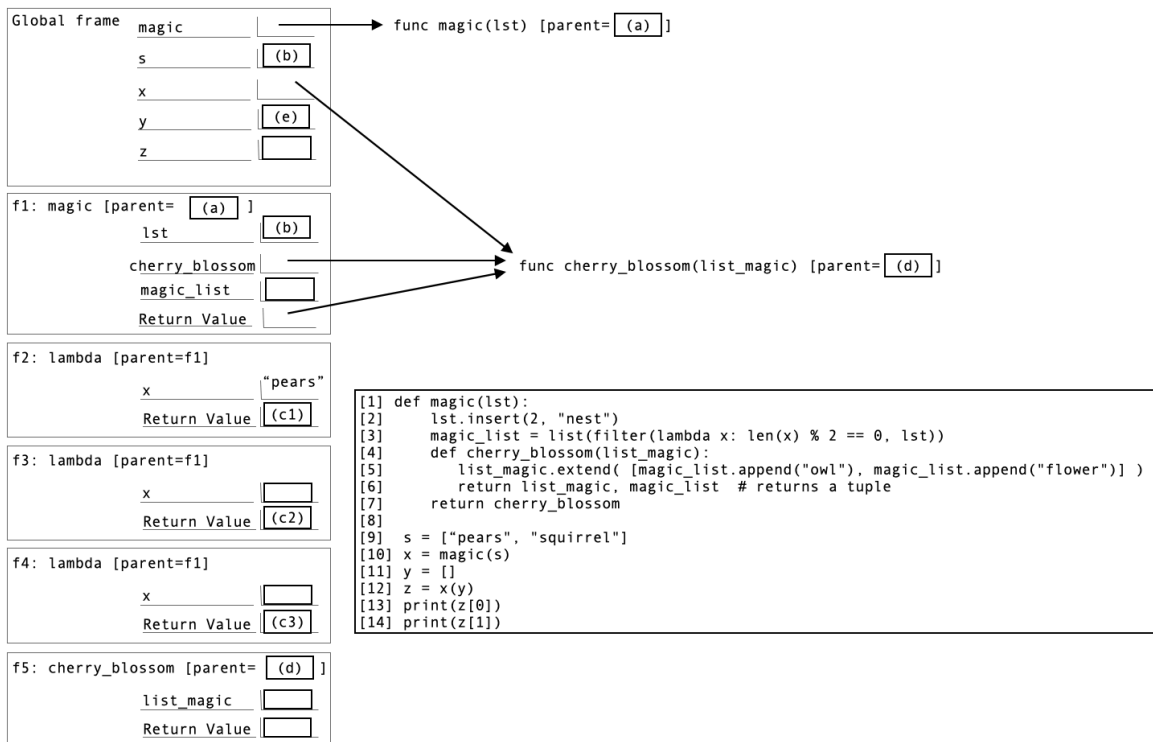 Global frame
magic
func magic(lst) [parent= (a) ]
s (b)
x
y (e)
z
f1: magic [parent= (a) ]
lst (b)
cherry_blossom
func cherry_blossom(list_magic) [parent= (d) ]
magic_list
Return Value
f2: lambda [parent=f1]
x “pears”
Return Value (c1)
f3: lambda [parent=f1]
x
Return Value (c2)
f4: lambda [parent=f1]
x
Return Value (c3)
f5: cherry_blossom [parent= (d) ]
list_magic
Return Value
[1] def magic(lst):
[2]     lst.insert(2, "nest")
[3]     magic_list = list(filter(lambda x: len(x) % 2 == 0, lst))
[4]     def cherry_blossom(list_magic):
[5]        list_magic.extend( [magic_list.append("owl"), magic_list.append("flower")] )
[6]        return list_magic, magic_list  # returns a tuple
[7]     return cherry_blossom
[8]
[9]  s = [“pears", "squirrel"]
[10] x = magic(s)
[11] y = []
[12] z = x(y)
[13] print(z[0])
[14] print(z[1])